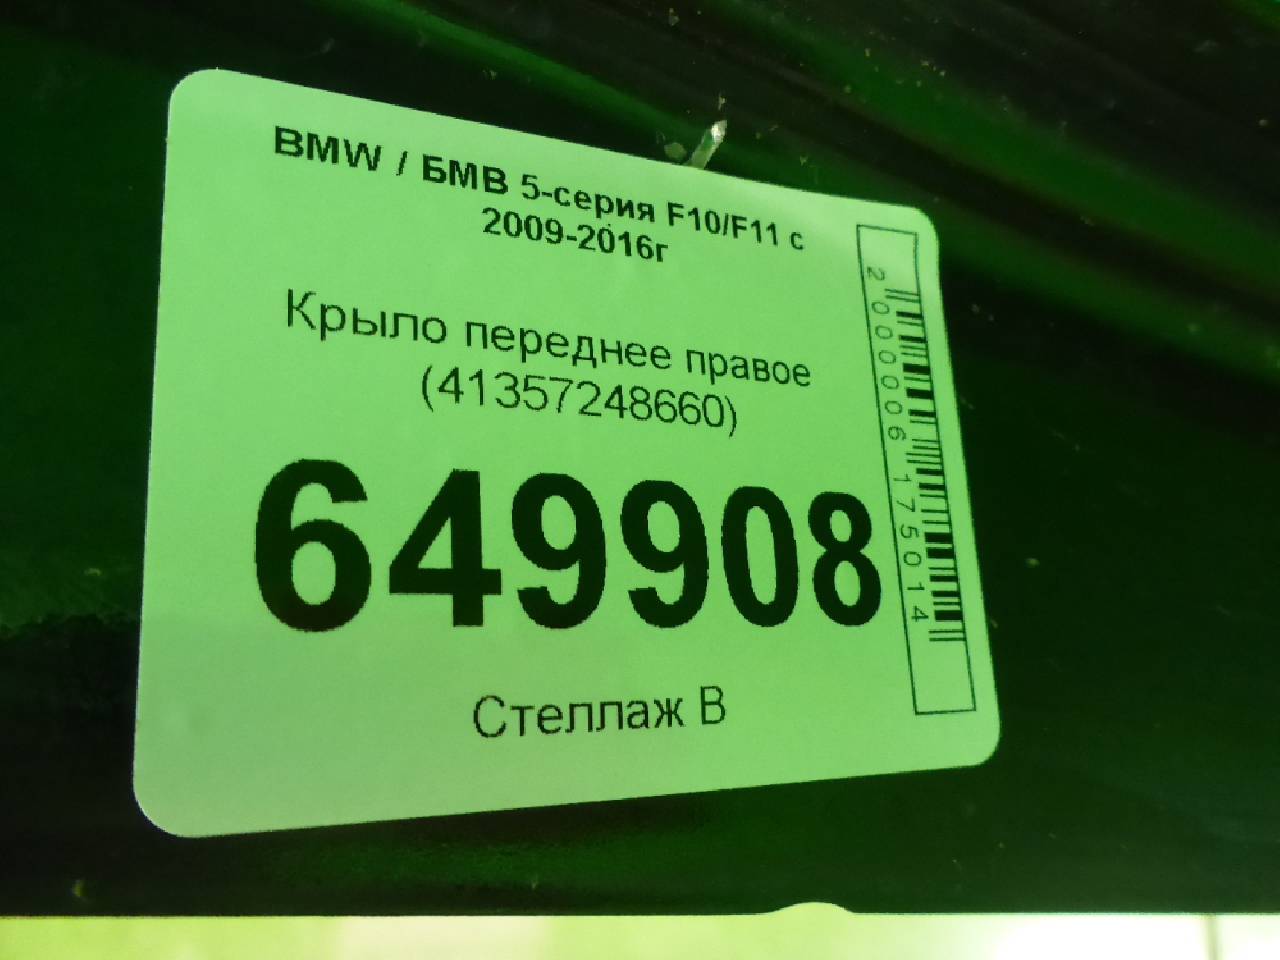 BMW / БМВ 5-серия F10/F11 с
2009-2016г
Крыло переднее правое
(41357248660)
649908
Стеллаж В
2000006175014